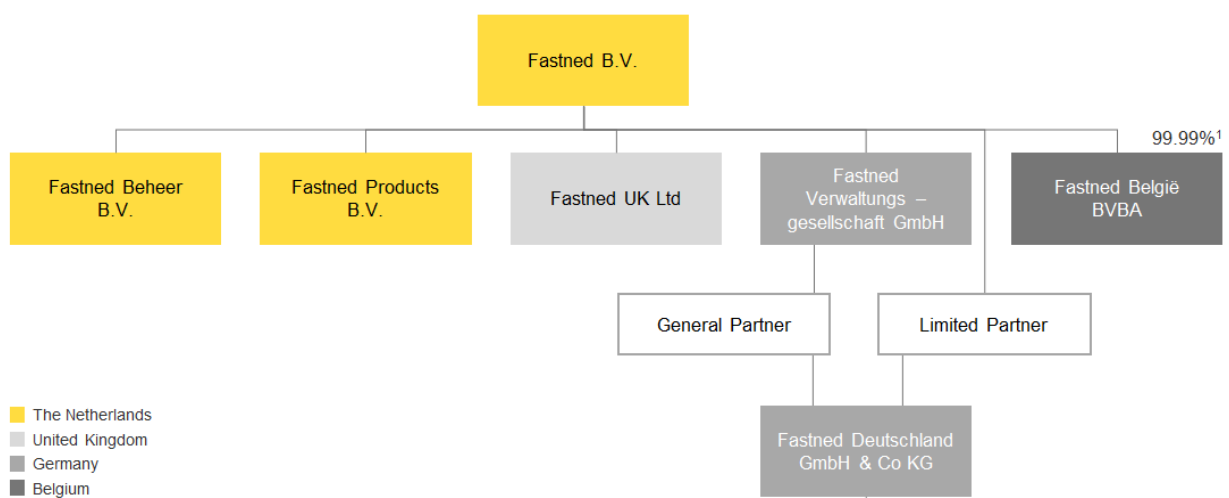 Fastned B.V.
99.99%¹
Fastned Beheer
B.V.
Fastned Products
B.V.
Fastned UK Ltd
Fastned
Verwaltungs –
gesellschaft GmbH
Fastned België
BVBA
General Partner
Limited Partner
Fastned Deutschland
GmbH & Co KG
The Netherlands
United Kingdom
Germany
Belgium